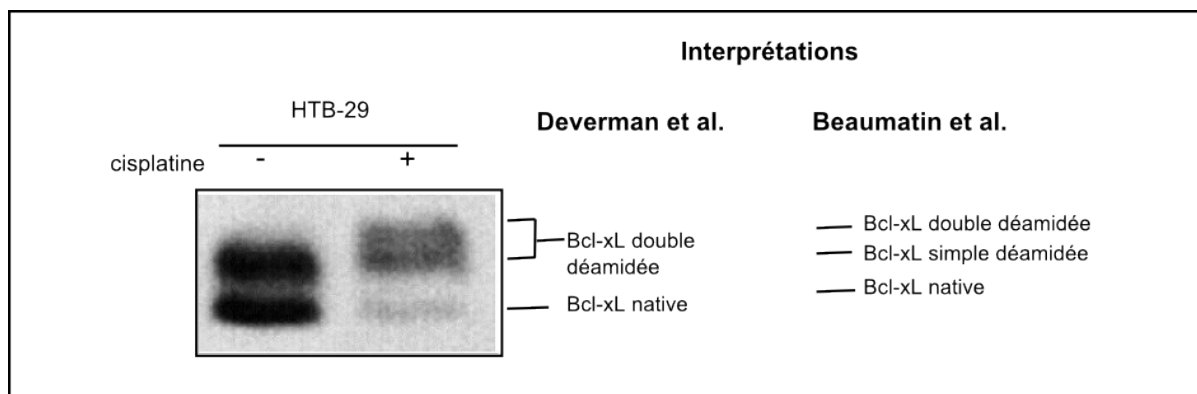 Interprétations
HTB-29
Deverman et al.
Beaumatin et al.
cisplatine - +
Bcl-xL double
déamidée
Bcl-xL native
Bcl-xL double déamidée
Bcl-xL simple déamidée
Bcl-xL native